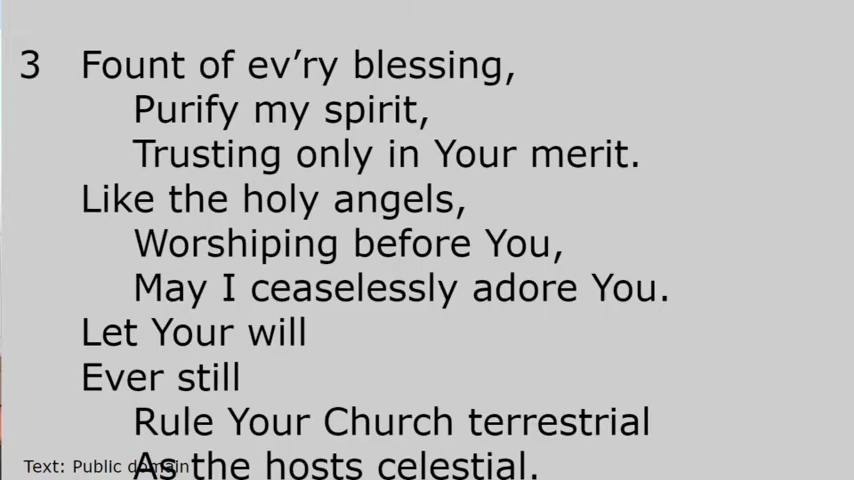 3 Fount of ev’ry blessing,
Purify my spirit,
Trusting only in Your merit.
Like the holy angels,
Worshiping before You,
May I ceaselessly adore You.
Let Your will
Ever still
Rule Your Church terrestrial
As the hosts celestial.
Text: Public domain